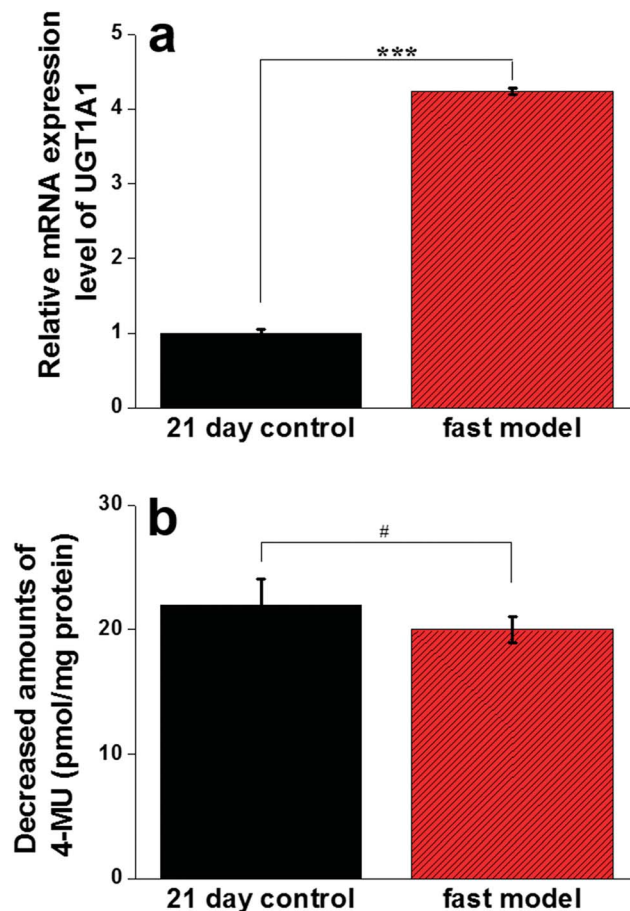 a
Relative mRNA expression
level of UGT1A1
5
4
3
2
1
0
***
21 day control
fast model
b
Decreased amounts of
4-MU (pmol/mg protein)
30
20
10
0
#
21 day control
fast model